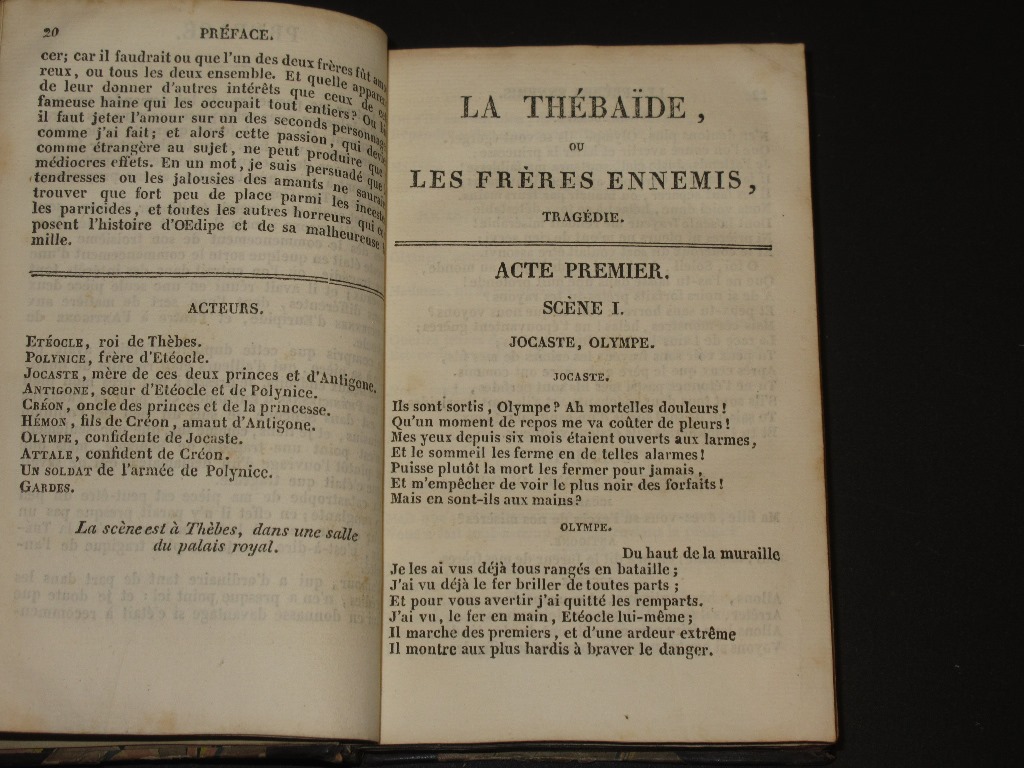 20 PRÉFACE.
cer; car il faudrait ou que l'un des deux frères fût
reux, ou tous les deux ensemble. Et quelle
de leur donner d'autres intérêts que ceux de
fameuse haine qui les occupait tout entiers? Ou
il faut jeter l'amour sur un des seconds
comme j'ai fait; et alors cette passion, qui
comme étrangère au sujet, ne peut produire que
médiocres effets. En un mot, je suis persuadé que
tendresses ou les jalousies des amants ne
trouver que fort peu de place parmi les
les parricides, et toutes les autres horreurs qui
posent l'histoire d'OEdipe et de sa malheureuse
mille.
ACTEURS.
ETÉOCLE, roi de Thèbes.
POLYNICE, frère d'Etéocle.
JOCASTE, mère de ces deux princes et d'Antigone.
ANTIGONE, sœur d'Etéocle et de Polynice.
CRÉON, oncle des princes et de la princesse.
HÉMON, fils de Créon, amant d'Antigone.
OLYMPE, confidente de Jocaste.
ATTALE, confident de Créon.
UN SOLDAT de l'armée de Polynice.
GARDES.
La scène est à Thèbes, dans une salle
du palais royal.
LA THÉBAÏDE,
OU
LES FRÈRES ENNEMIS,
TRAGÉDIE.
ACTE PREMIER.
SCÈNE I.
JOCASTE, OLYMPE.
JOCASTE.
Ils sont sortis, Olympe? Ah mortelles douleurs!
Qu'un moment de repos me va coûter de pleurs!
Mes yeux depuis six mois étaient ouverts aux larmes,
Et le sommeil les ferme en de telles alarmes!
Puisse plutôt la mort les fermer pour jamais,
Et m'empêcher de voir le plus noir des forfaits!
Mais en sont-ils aux mains?
OLYMPE.
Du haut de la muraille
Je les ai vus déjà tous rangés en bataille;
J'ai vu déjà le fer briller de toutes parts;
Et pour vous avertir j'ai quitté les remparts.
J'ai vu, le fer en main, Etéocle lui-même;
Il marche des premiers, et d'une ardeur extrême
Il montre aux plus hardis à braver le danger.